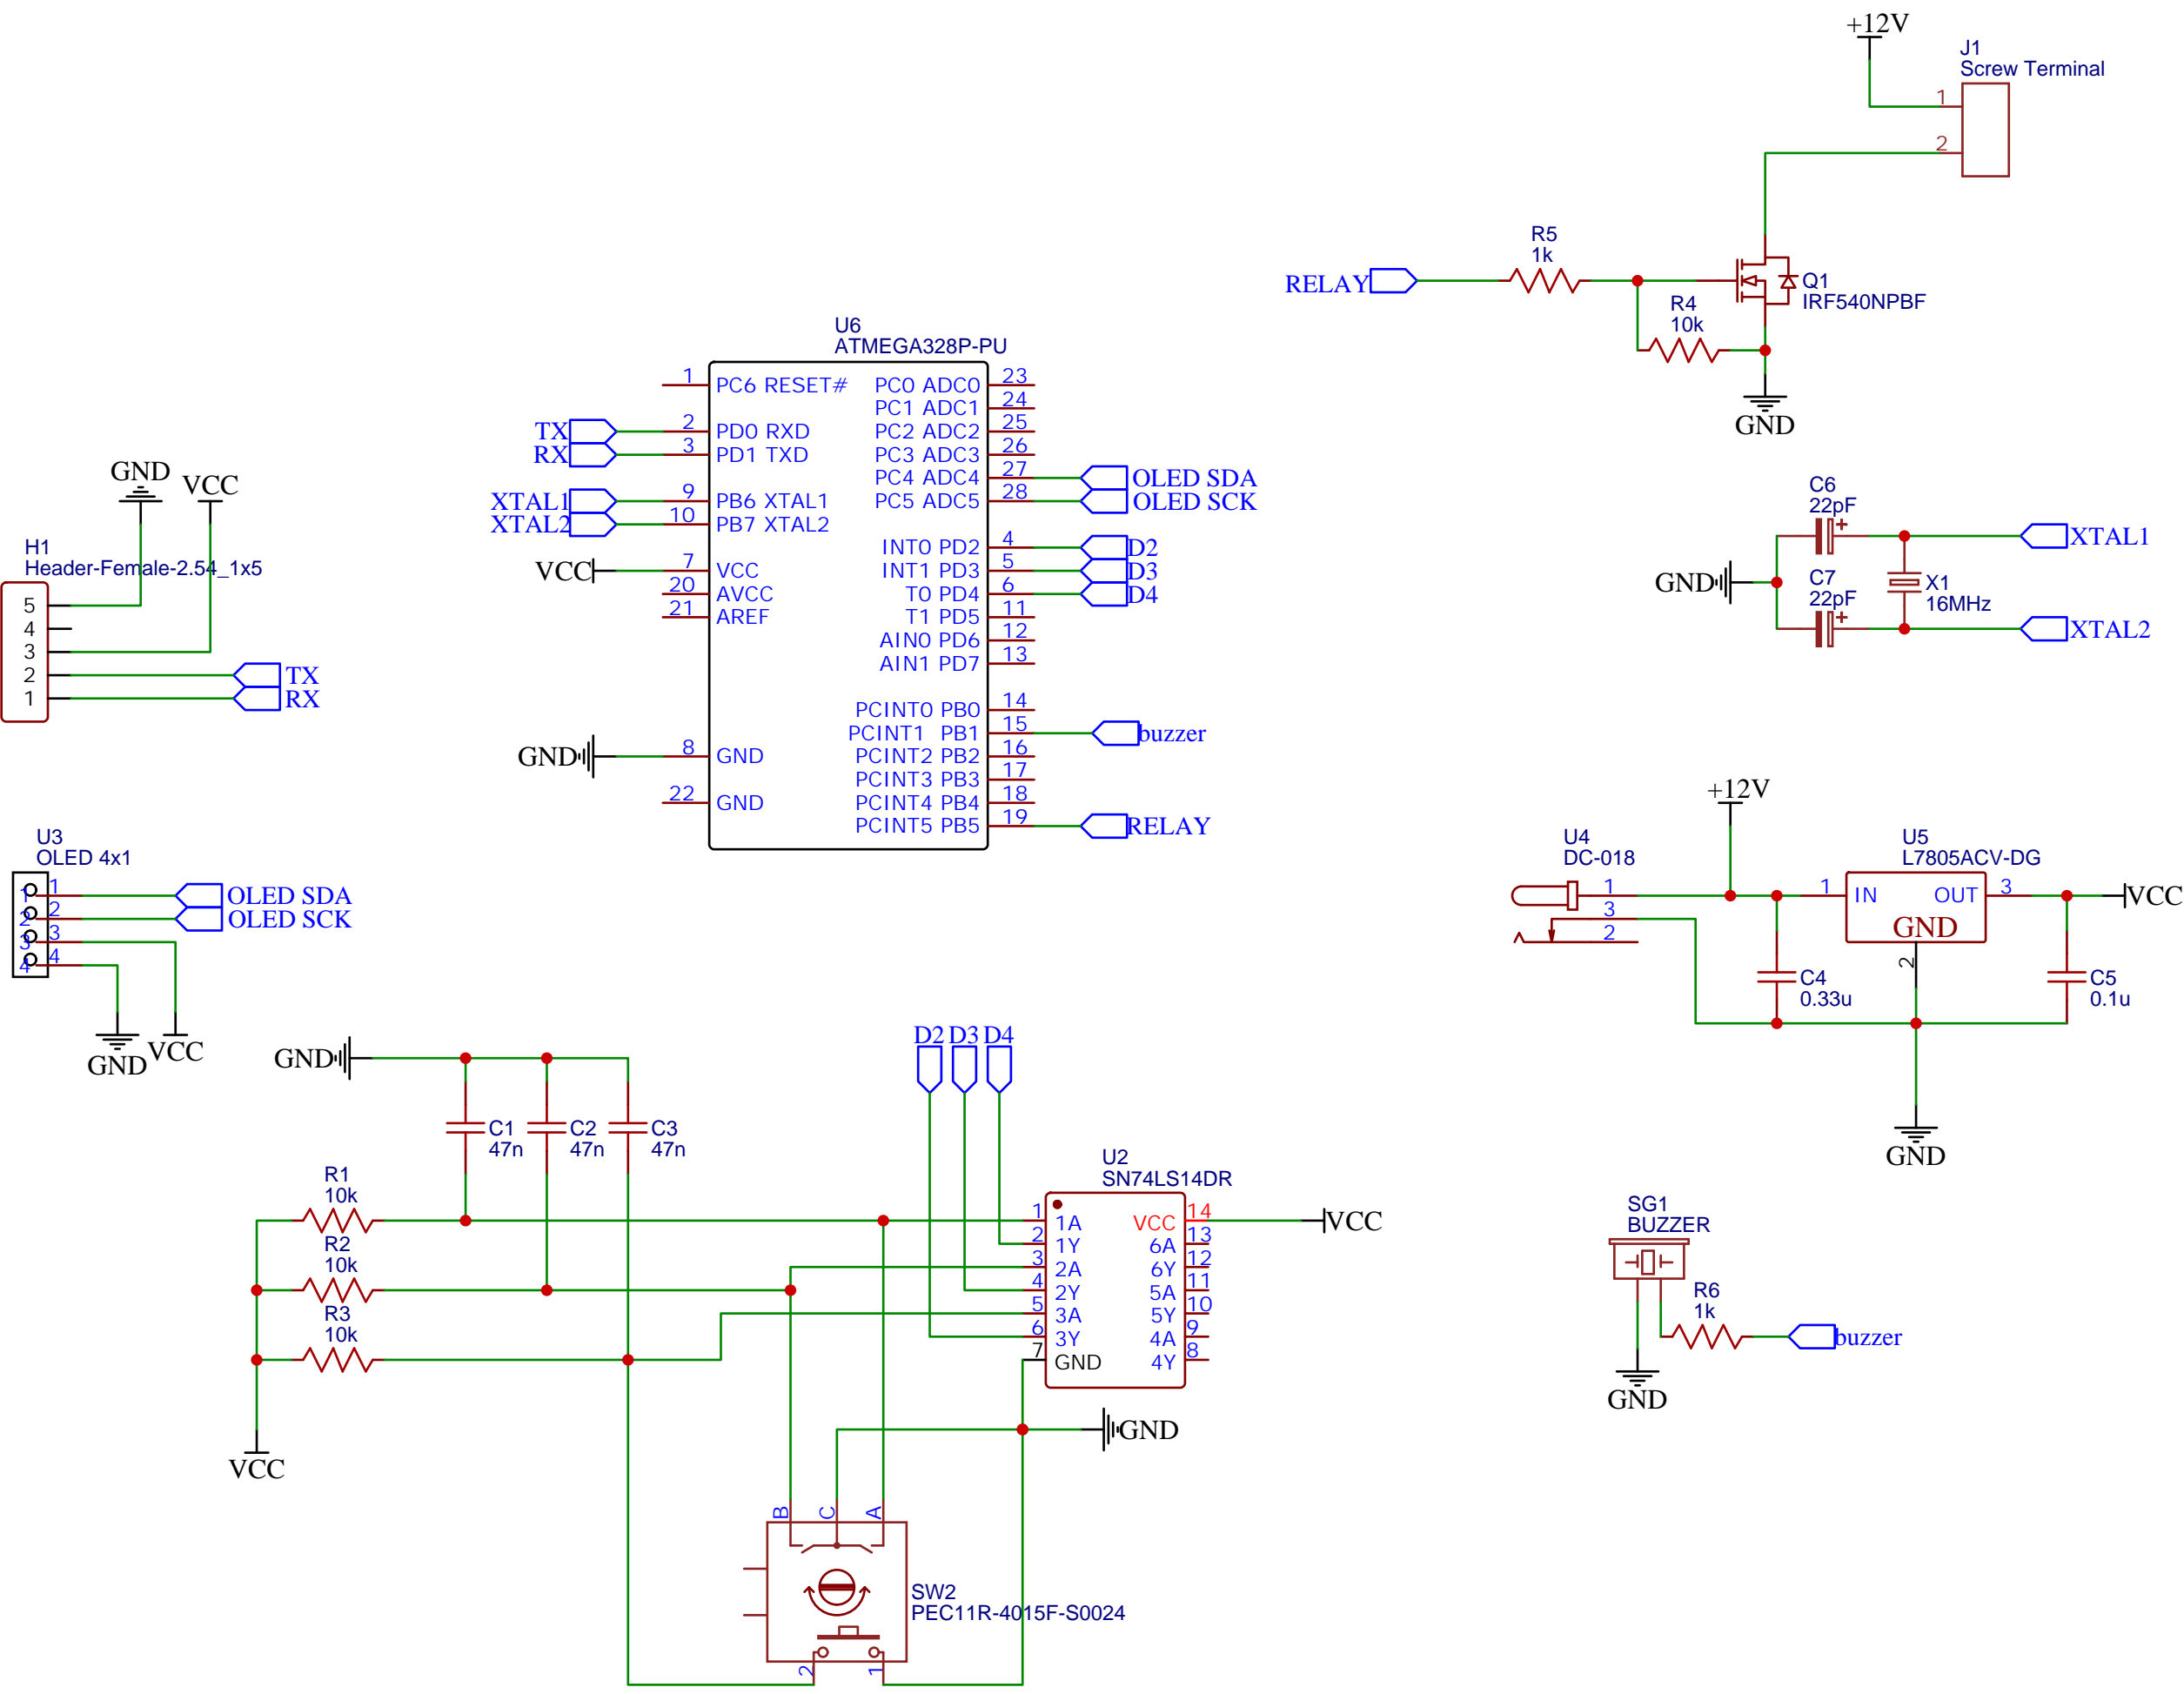 +12V
J1
Screw Terminal
1
2
R5
1k
RELAY
Q1
IRF540NPBF
R4
10k
GND
U6
ATMEGA328P-PU
1 PC6 RESET#
TX 2 PD0 RXD
RX 3 PD1 TXD
XTAL1 9 PB6 XTAL1
XTAL2 10 PB7 XTAL2
VCC 7 VCC
20 AVCC
21 AREF
GND 8 GND
22 GND
PC0 ADC0 23
PC1 ADC1 24
PC2 ADC2 25
PC3 ADC3 26
PC4 ADC4 27 OLED SDA
PC5 ADC5 28 OLED SCK
INT0 PD2 4 D2
INT1 PD3 5 D3
T0 PD4 6 D4
T1 PD5 11
AIN0 PD6 12
AIN1 PD7 13
PCINT0 PB0 14
PCINT1 PB1 15 buzzer
PCINT2 PB2 16
PCINT3 PB3 17
PCINT4 PB4 18
PCINT5 PB5 19 RELAY
GND
VCC
H1
Header-Female-2.54_1x5
5
4
3
2 TX
1 RX
C6
22pF
XTAL1
GND
C7
22pF
X1
16MHz
XTAL2
U3
OLED 4x1
1 1 OLED SDA
2 2 OLED SCK
3 3
4 4
GND
VCC
+12V
U4
DC-018
1
3
2
U5
L7805ACV-DG
1 IN OUT 3
GND
2
VCC
C4
0.33u
C5
0.1u
GND
GND
C1
47n
C2
47n
C3
47n
R1
10k
R2
10k
R3
10k
VCC
D2 D3 D4
U2
SN74LS14DR
1 1A
2 1Y
3 2A
4 2Y
5 3A
6 3Y
7 GND
VCC 14 VCC
6A 13
6Y 12
5A 11
5Y 10
4A 9
4Y 8
GND
B C A
SW2
PEC11R-4015F-S0024
2 1
SG1
BUZZER
R6
1k
buzzer
GND